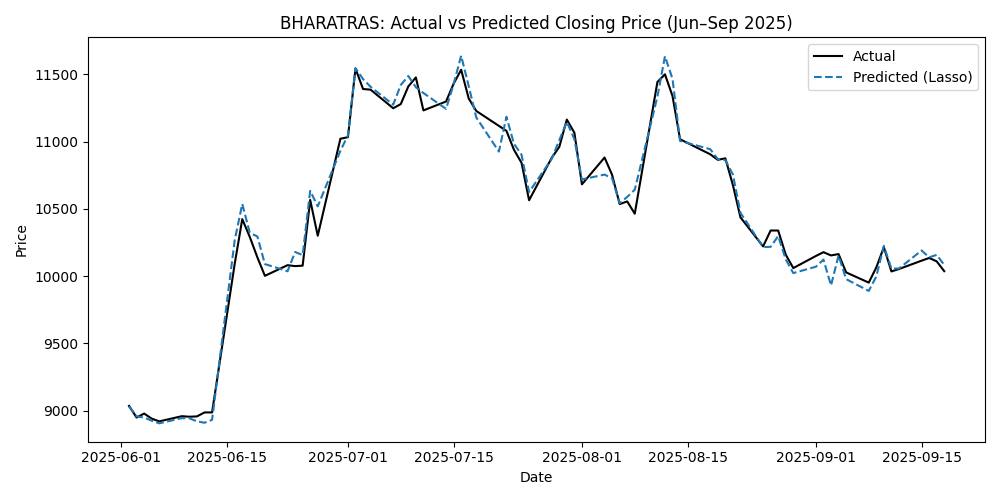 BHARATRAS: Actual vs Predicted Closing Price (Jun–Sep 2025)
Actual
Predicted (Lasso)
Price
11500
11000
10500
10000
9500
9000
2025-06-01 2025-06-15 2025-07-01 2025-07-15 2025-08-01 2025-08-15 2025-09-01 2025-09-15
Date